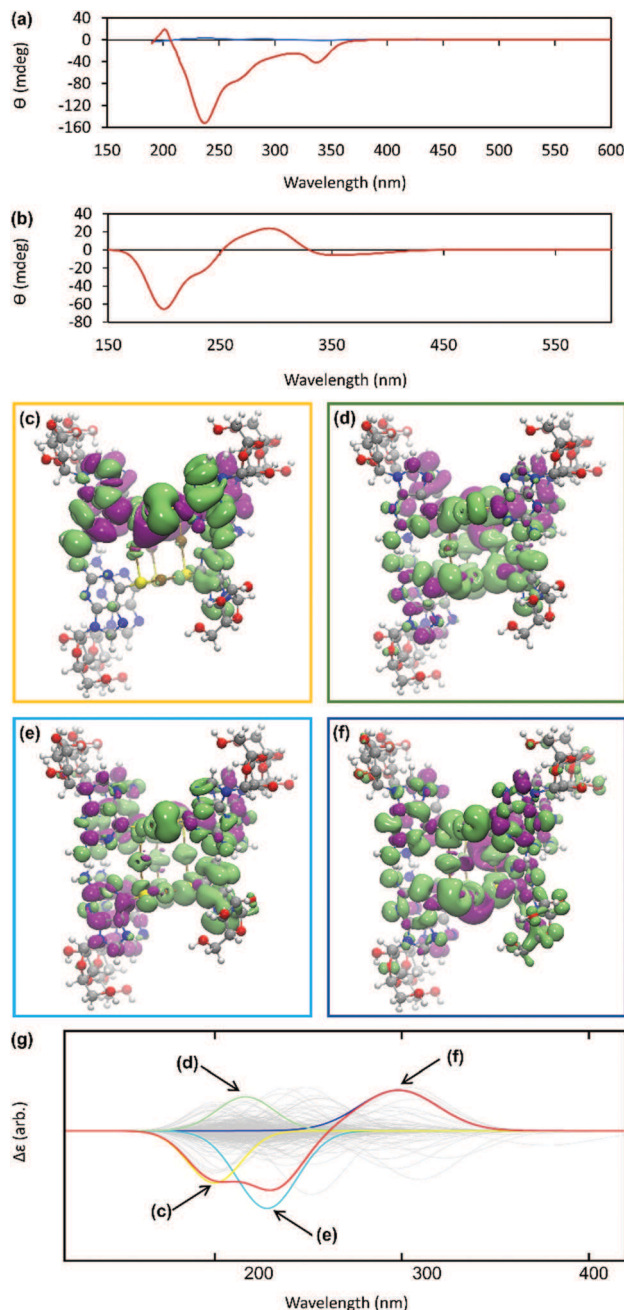 (a)
40
0
-40
-80
-120
-160
Θ (mdeg)
150 200 250 300 350 400 450 500 550 600
Wavelength (nm)
(b)
40
20
0
-20
-40
-60
-80
Θ (mdeg)
150 250 350 450 550
Wavelength (nm)
(c) (d)
(e) (f)
(g)
(d) (f)
Δε (arb.)
(c) (e)
200 300 400
Wavelength (nm)